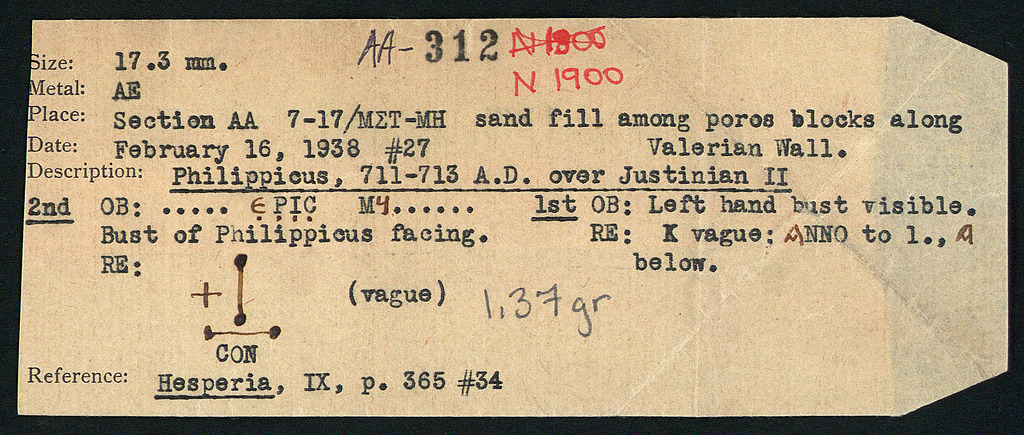 AA-312 N 1300
N 1900
Size: 17.3 mm.
Metal: AE
Place: Section AA 7-17/ΜΣΤ-ΜΗ sand fill among poros blocks along
Date: February 16, 1938 #27 Valerian Wall.
Description: Philippicus, 711-713 A.D. over Justinian II
2nd OB: ..... ЄPIC Mч...... 1st OB: Left hand bust visible.
Bust of Philippicus facing. RE: K vague; ANNO to l., A
RE: below.
+ I (vague) 1,37gr
CON
Reference: Hesperia, IX, p. 365 #34